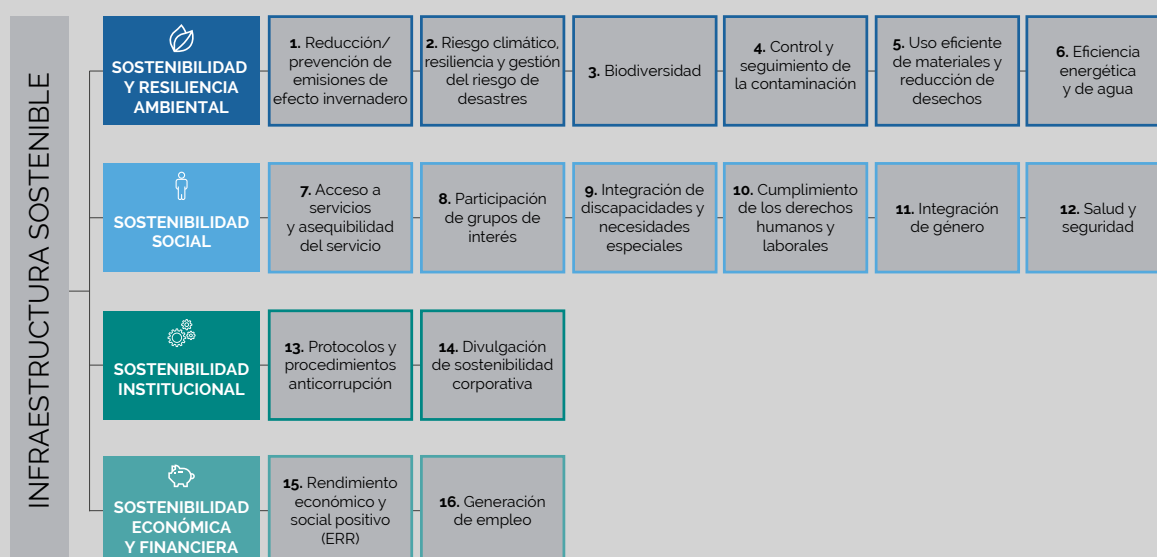 INFRAESTRUCTURA SOSTENIBLE
SOSTENIBILIDAD
Y RESILIENCIA
AMBIENTAL
1. Reducción/
prevención de
emisiones de
efecto invernadero
2. Riesgo climático,
resiliencia y gestión
del riesgo de
desastres
3. Biodiversidad
4. Control y
seguimiento de
la contaminación
5. Uso eficiente
de materiales y
reducción de
desechos
6. Eficiencia
energética
y de agua
SOSTENIBILIDAD
SOCIAL
7. Acceso a
servicios
y asequibilidad
del servicio
8. Participación
de grupos de
interés
9. Integración de
discapacidades y
necesidades
especiales
10. Cumplimiento
de los derechos
humanos y
laborales
11. Integración
de género
12. Salud y
seguridad
SOSTENIBILIDAD
INSTITUCIONAL
13. Protocolos y
procedimientos
anticorrupción
14. Divulgación
de sostenibilidad
corporativa
SOSTENIBILIDAD
ECONÓMICA
Y FINANCIERA
15. Rendimiento
económico y
social positivo
(ERR)
16. Generación
de empleo